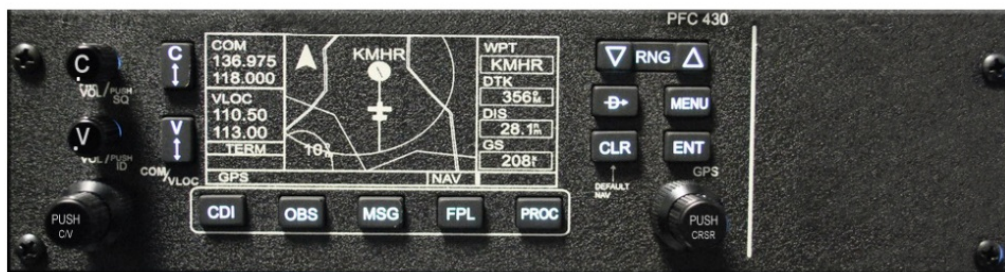 PFC 430
C
VOL/PUSH SQ
C
COM
136.975
118.000
VLOC
110.50
113.00
TERM
GPS
KMHR
10
NAV
WPT
KMHR
DTK
356
DIS
28.1
GS
208
RNG
D
MENU
CLR
ENT
DEFAULT NAV
GPS
V
VOL/PUSH ID
V
COM/VLOC
PUSH
C/V
CDI
OBS
MSG
FPL
PROC
PUSH
CRSR